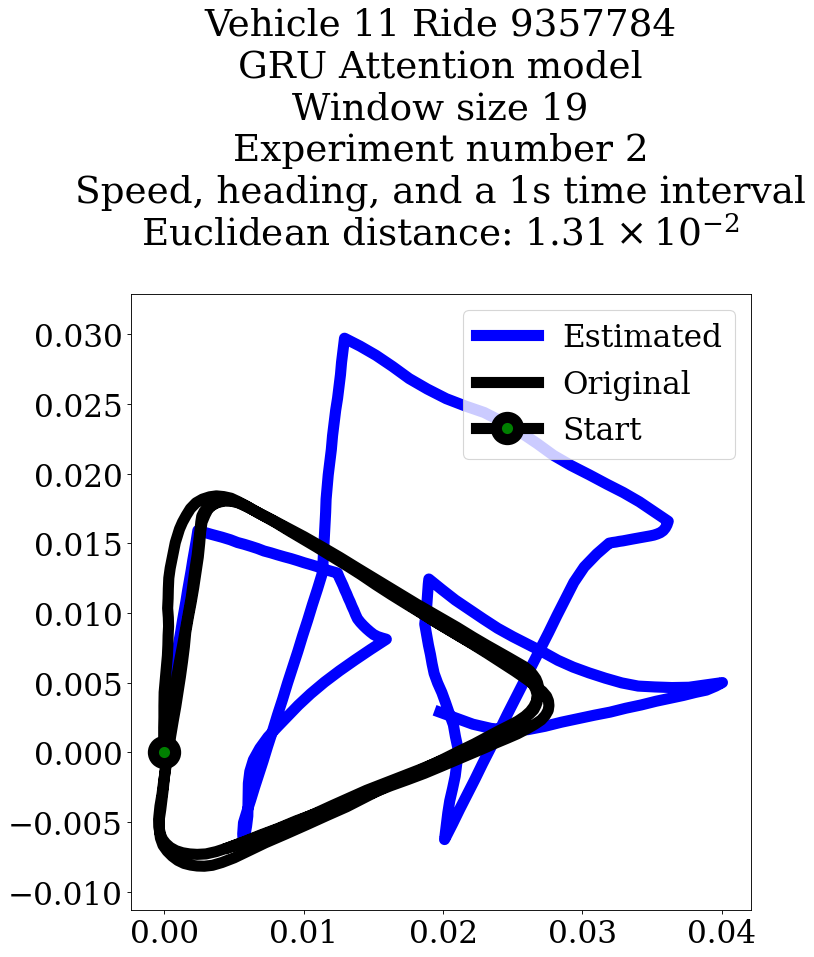 Vehicle 11 Ride 9357784
GRU Attention model
Window size 19
Experiment number 2
Speed, heading, and a 1s time interval
Euclidean distance: 1.31 × 10⁻²
Estimated
Original
Start
0.030
0.025
0.020
0.015
0.010
0.005
0.000
−0.005
−0.010
0.00 0.01 0.02 0.03 0.04